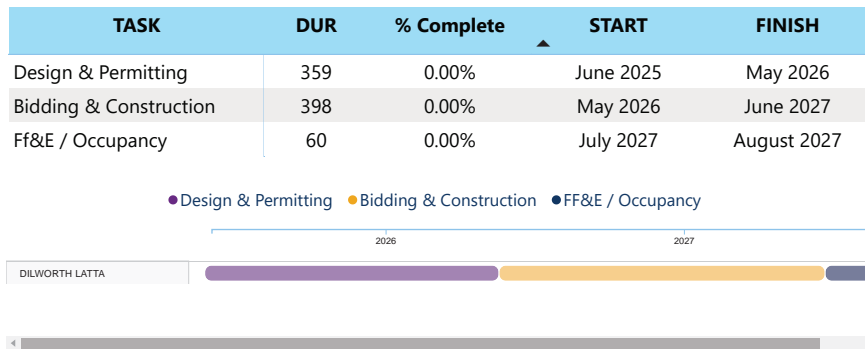 TASK DUR % Complete START FINISH
Design & Permitting 359 0.00% June 2025 May 2026
Bidding & Construction 398 0.00% May 2026 June 2027
Ff&E / Occupancy 60 0.00% July 2027 August 2027
Design & Permitting Bidding & Construction FF&E / Occupancy
2026 2027
DILWORTH LATTA